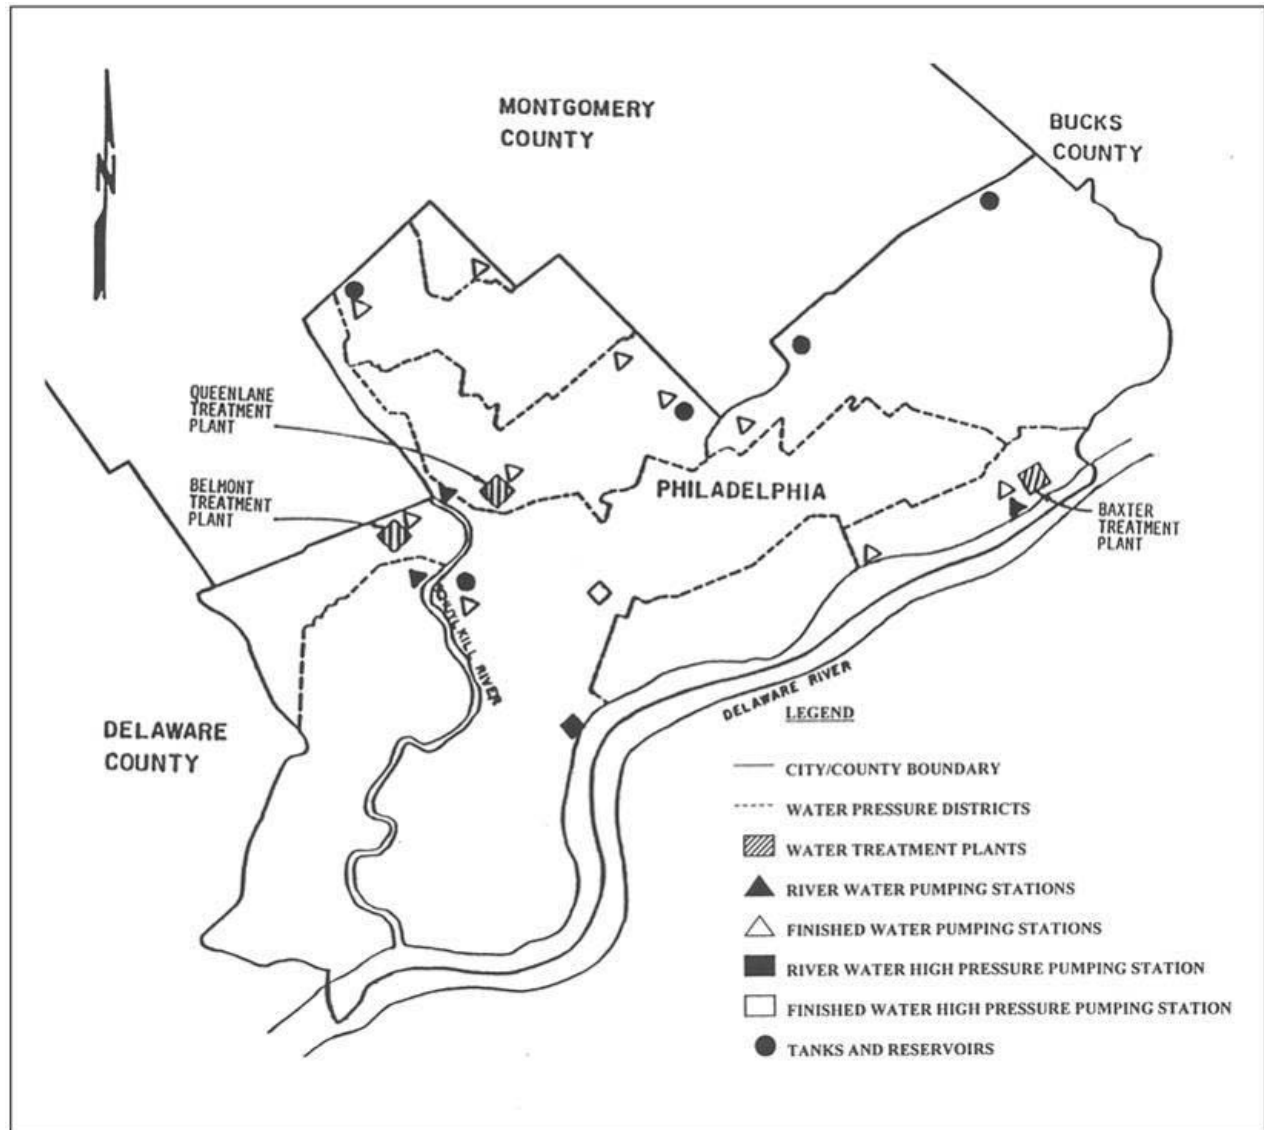 N
MONTGOMERY
COUNTY
BUCKS
COUNTY
QUEENLANE
TREATMENT
PLANT
BELMONT
TREATMENT
PLANT
PHILADELPHIA
BAXTER
TREATMENT
PLANT
SCHUYLKILL RIVER
DELAWARE RIVER
DELAWARE
COUNTY
LEGEND
CITY/COUNTY BOUNDARY
WATER PRESSURE DISTRICTS
WATER TREATMENT PLANTS
RIVER WATER PUMPING STATIONS
FINISHED WATER PUMPING STATIONS
RIVER WATER HIGH PRESSURE PUMPING STATION
FINISHED WATER HIGH PRESSURE PUMPING STATION
TANKS AND RESERVOIRS